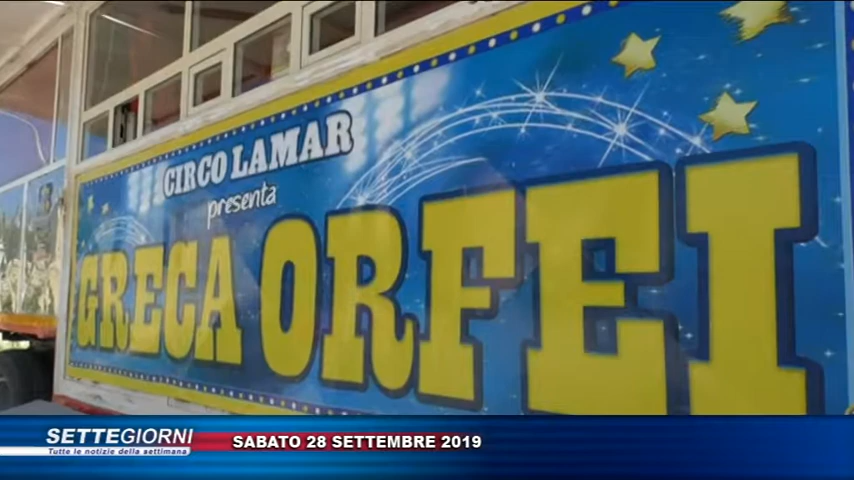 CIRCO LAMAR
presenta
GRECA ORFEI
SETTEGIORNI
Tutte le notizie della settimana
SABATO 28 SETTEMBRE 2019